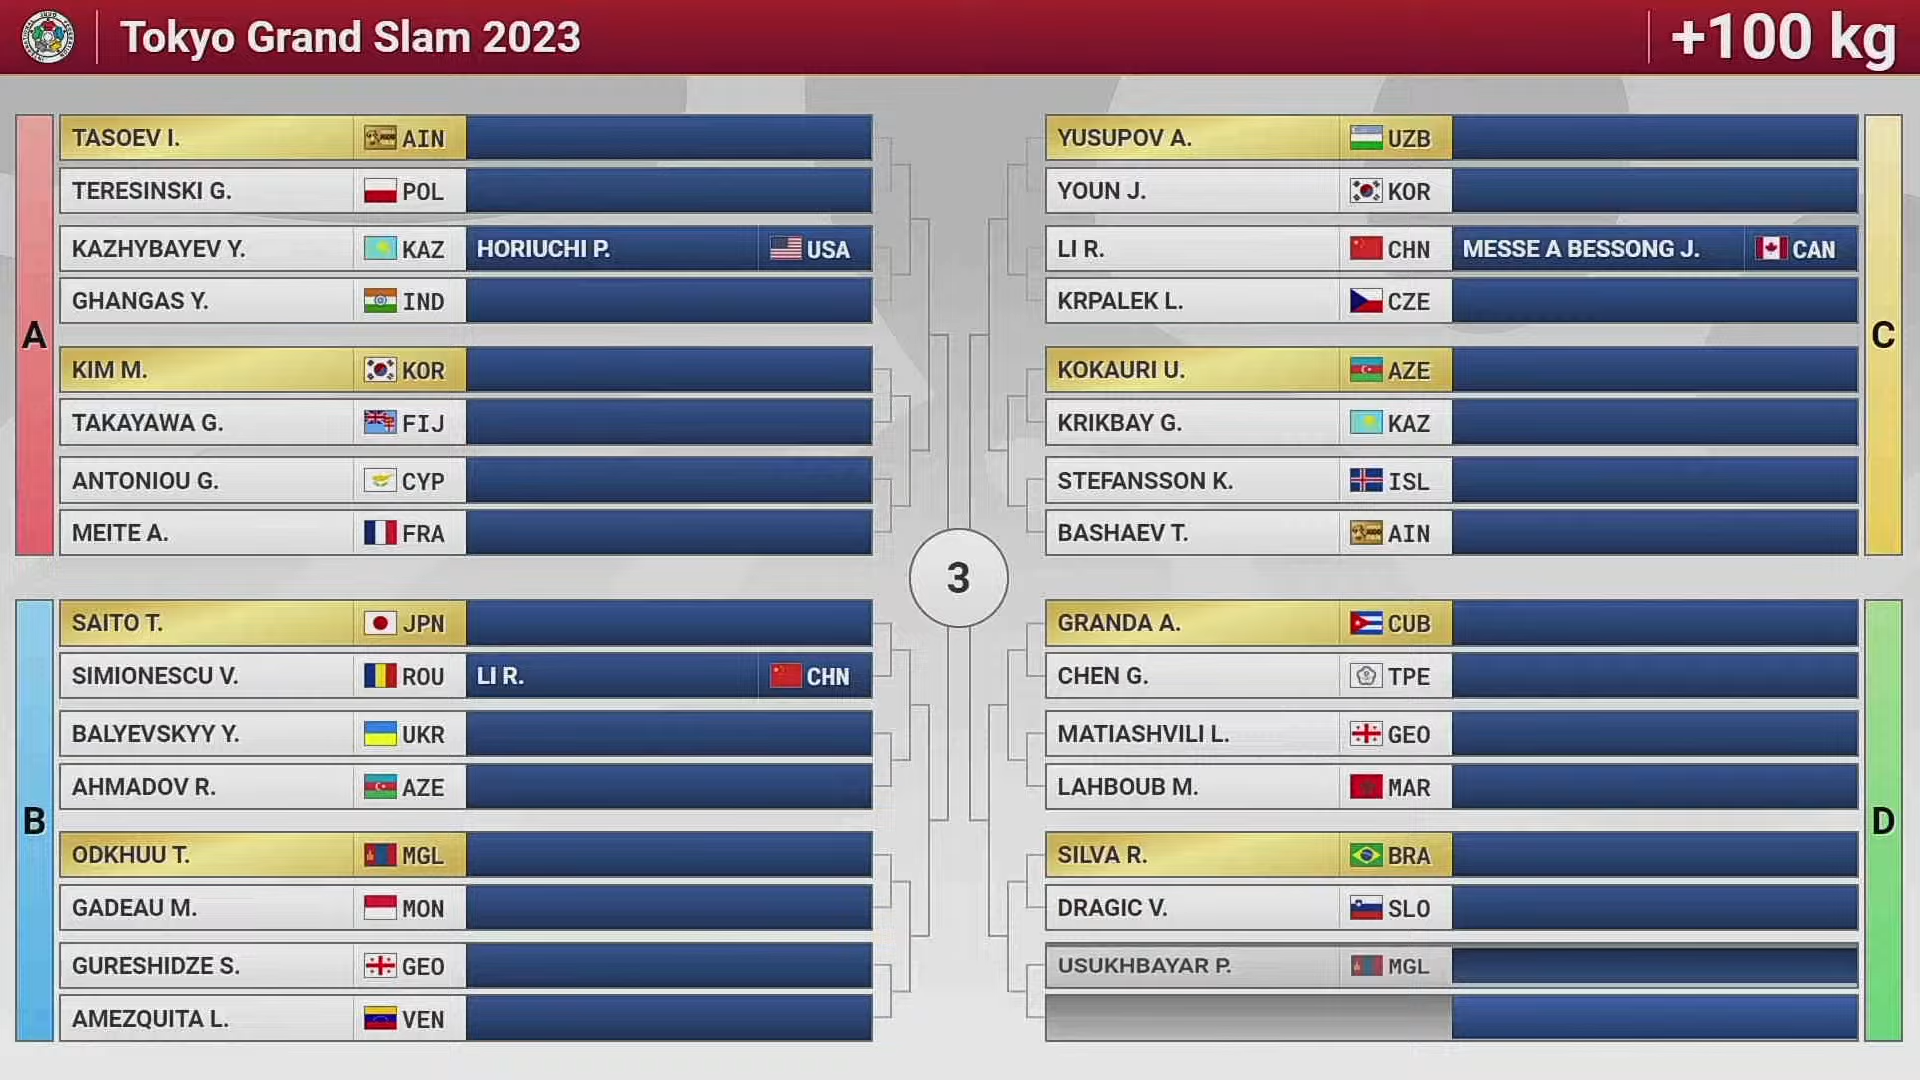 Tokyo Grand Slam 2023
+100 kg
A
TASOEV I. AIN
TERESINSKI G. POL
KAZHYBAYEV Y. KAZ HORIUCHI P. USA
GHANGAS Y. IND
KIM M. KOR
TAKAYAWA G. FIJ
ANTONIOU G. CYP
MEITE A. FRA
B
SAITO T. JPN
SIMIONESCU V. ROU LI R. CHN
BALYEVSKYY Y. UKR
AHMADOV R. AZE
ODKHUU T. MGL
GADEAU M. MON
GURESHIDZE S. GEO
AMEZQUITA L. VEN
3
C
YUSUPOV A. UZB
YOUN J. KOR
LI R. CHN MESSE A BESSONG J. CAN
KRPALEK L. CZE
KOKAURI U. AZE
KRIKBAY G. KAZ
STEFANSSON K. ISL
BASHAEV T. AIN
D
GRANDA A. CUB
CHEN G. TPE
MATIASHVILI L. GEO
LAHBOUB M. MAR
SILVA R. BRA
DRAGIC V. SLO
USUKHBAYAR P. MGL